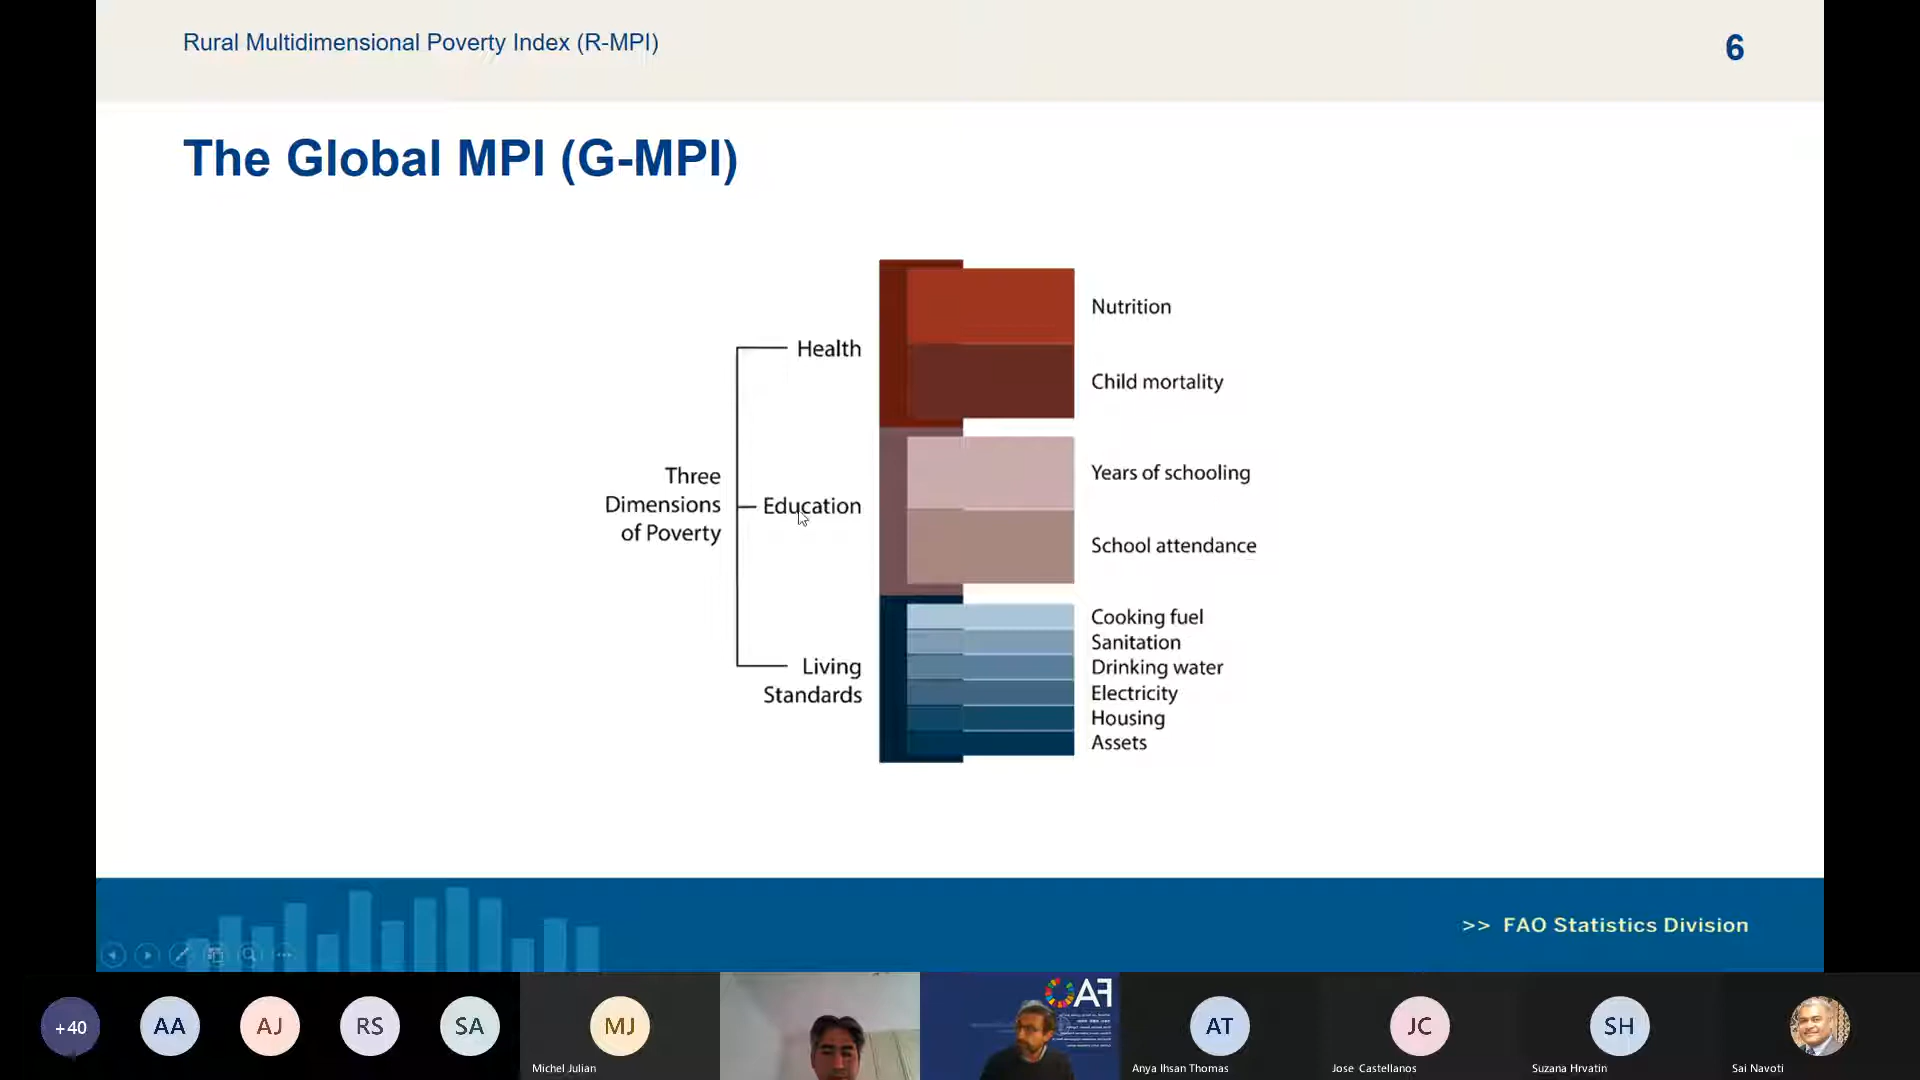 Rural Multidimensional Poverty Index (R-MPI)
6
The Global MPI (G-MPI)
Three
Dimensions
of Poverty
Health
Education
Living
Standards
Nutrition
Child mortality
Years of schooling
School attendance
Cooking fuel
Sanitation
Drinking water
Electricity
Housing
Assets
>> FAO Statistics Division
+40
AA
AJ
RS
SA
MJ
Michel Julian
FAO
AT
Anya Ihsan Thomas
JC
Jose Castellanos
SH
Suzana Hrvatin
Sai Navoti